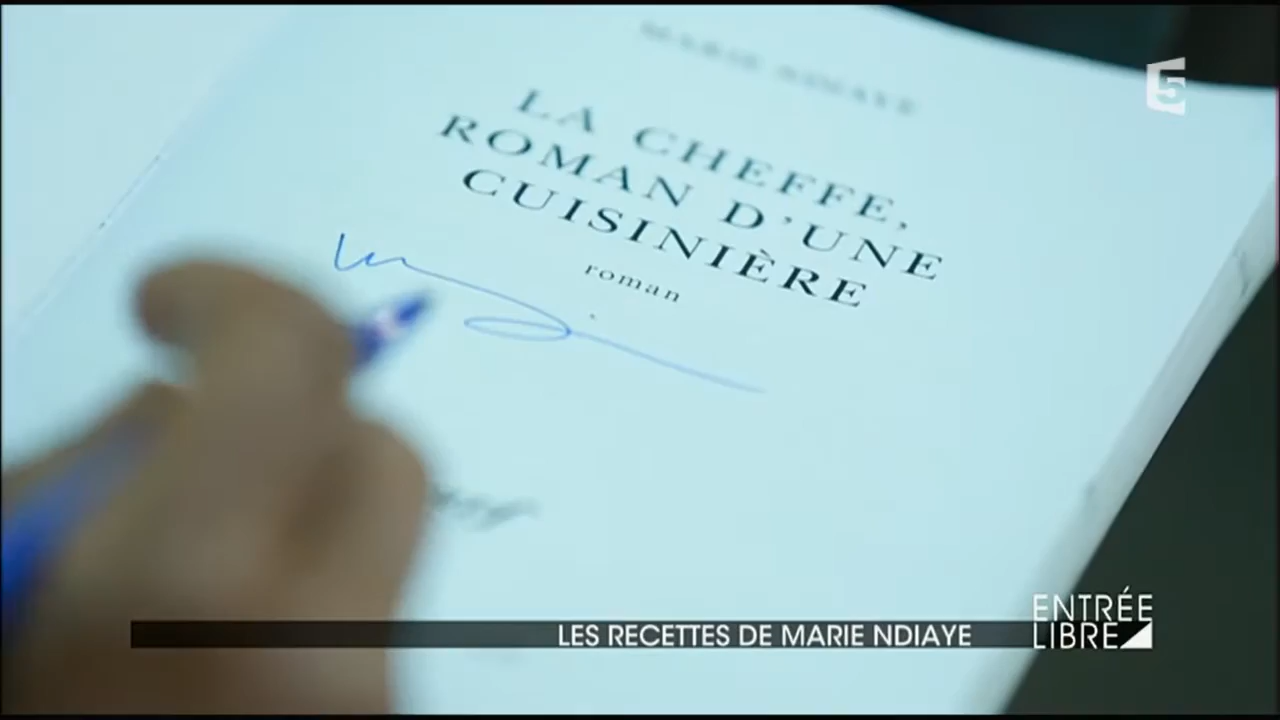 MARIE NDIAYE
5
LA CHEFFE,
ROMAN D'UNE
CUISINIÈRE
roman
LES RECETTES DE MARIE NDIAYE
ENTRÉE
LIBRE